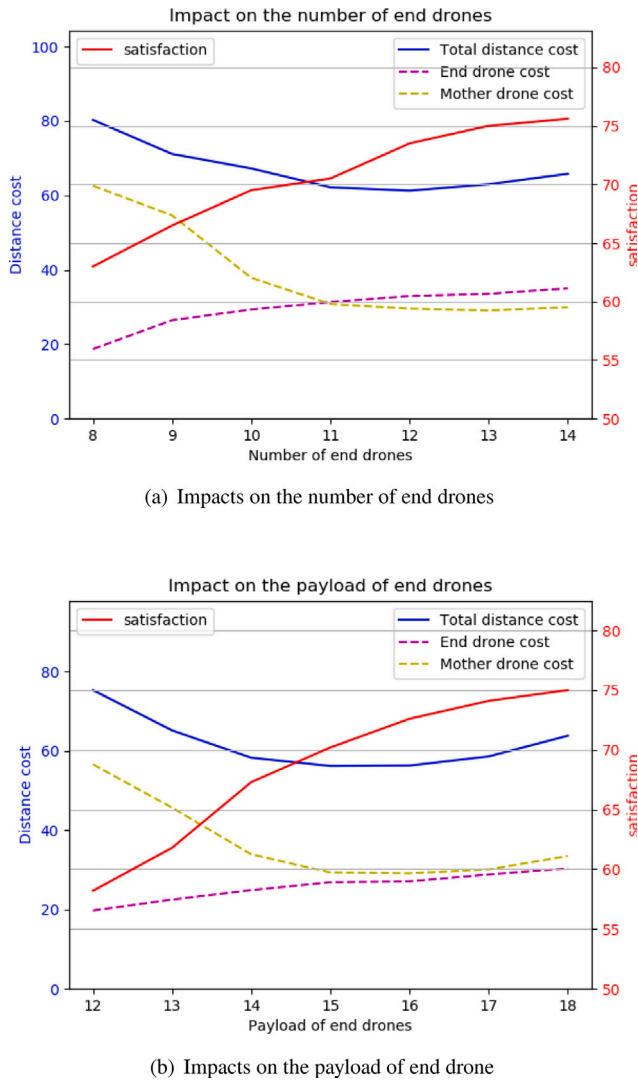 Impact on the number of end drones
satisfaction
Total distance cost
End drone cost
Mother drone cost
100
80
60
40
20
0
Distance cost
80
75
70
65
60
55
50
satisfaction
8 9 10 11 12 13 14
Number of end drones
(a) Impacts on the number of end drones
Impact on the payload of end drones
satisfaction
Total distance cost
End drone cost
Mother drone cost
80
60
40
20
0
Distance cost
80
75
70
65
60
55
50
satisfaction
12 13 14 15 16 17 18
Payload of end drones
(b) Impacts on the payload of end drone